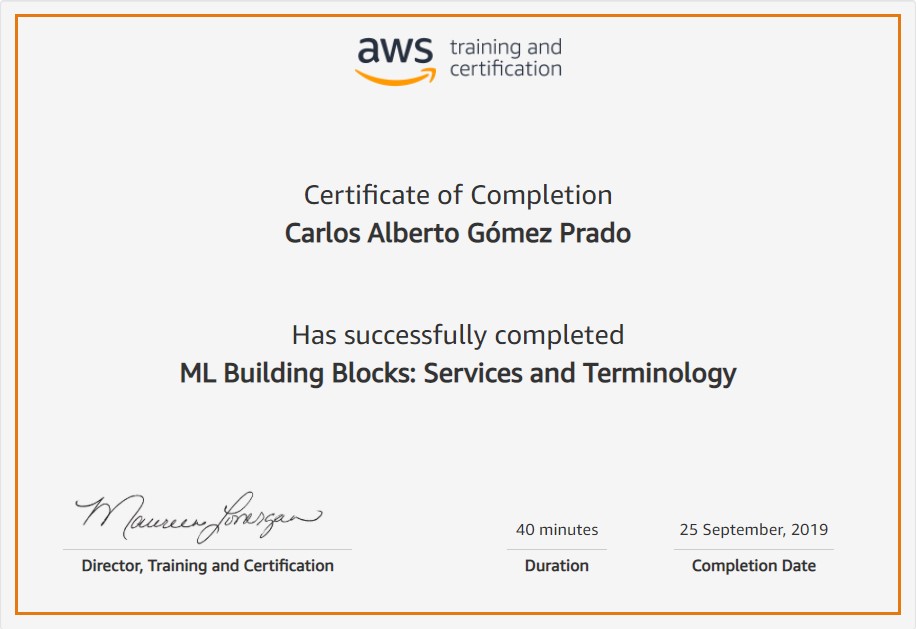 aws training and
certification
Certificate of Completion
Carlos Alberto Gómez Prado
Has successfully completed
ML Building Blocks: Services and Terminology
Maureen Lonergan
40 minutes
25 September, 2019
Director, Training and Certification
Duration
Completion Date